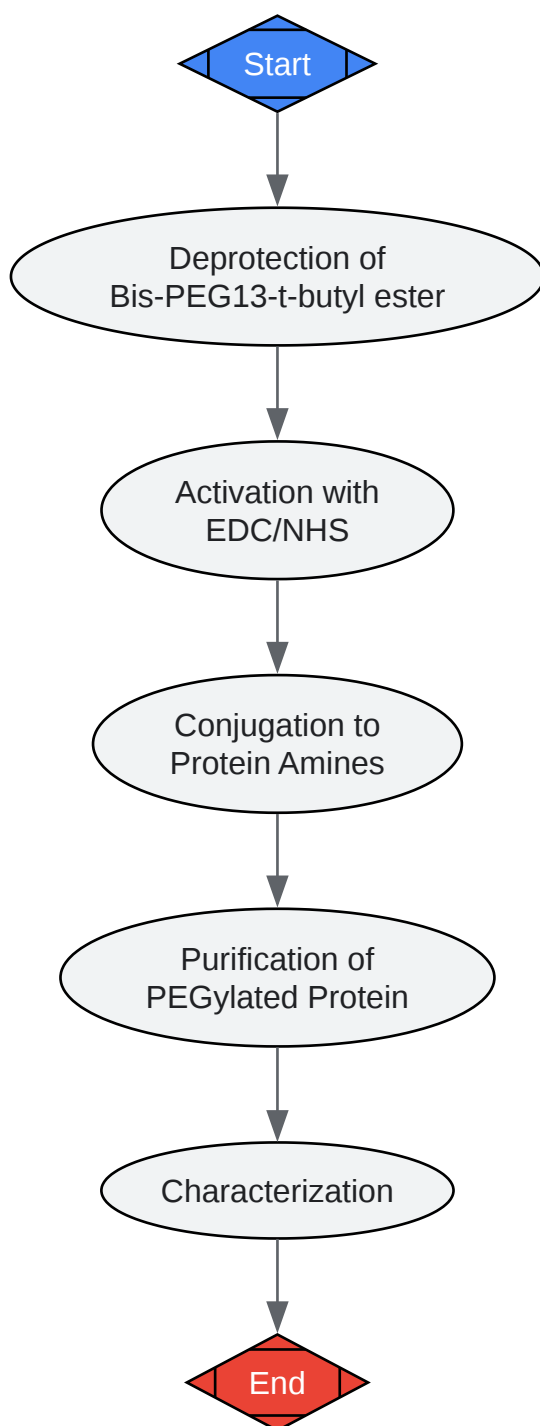 Start
Deprotection of
Bis-PEG13-t-butyl ester
Activation with
EDC/NHS
Conjugation to
Protein Amines
Purification of
PEGylated Protein
Characterization
End